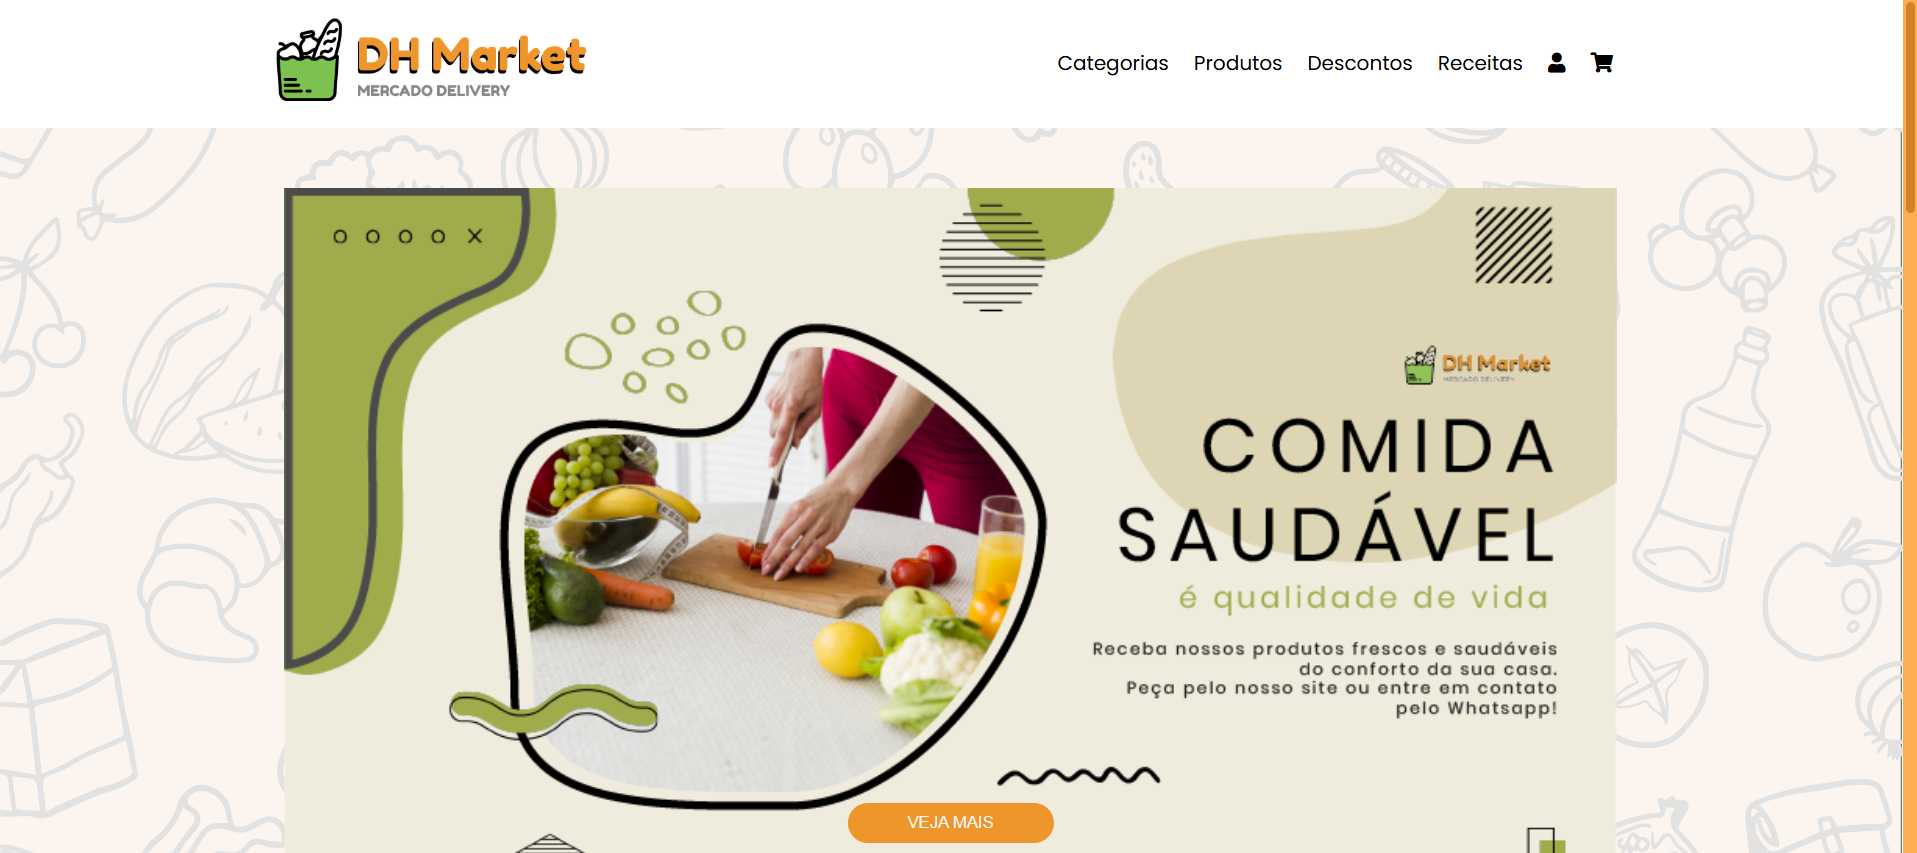 DH Market
MERCADO DELIVERY
Categorias Produtos Descontos Receitas
DH Market
MERCADO DELIVERY
COMIDA
SAUDÁVEL
é qualidade de vida
Receba nossos produtos frescos e saudáveis
do conforto da sua casa.
Peça pelo nosso site ou entre em contato
pelo Whatsapp!
VEJA MAIS